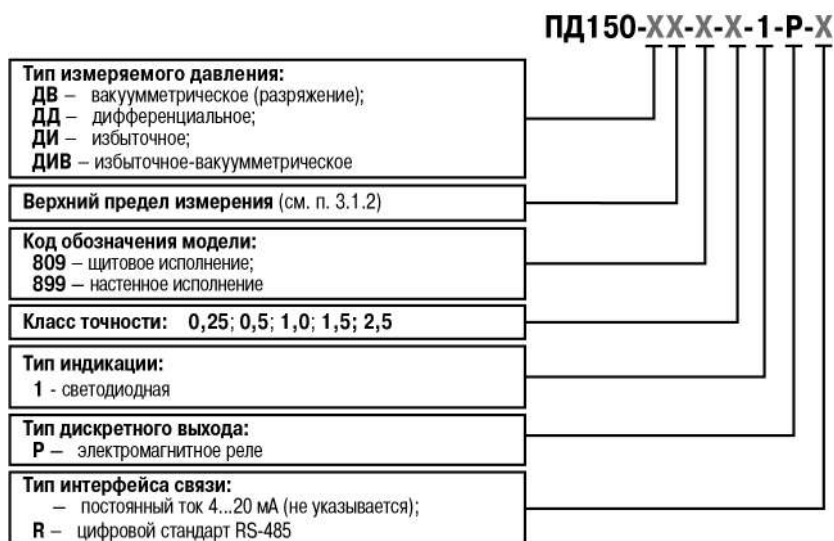 ПД150-ХХ-Х-Х-1-Р-Х
Тип измеряемого давления:
ДВ – вакуумметрическое (разряжение);
ДД – дифференциальное;
ДИ – избыточное;
ДИВ – избыточное-вакуумметрическое
Верхний предел измерения (см. п. 3.1.2)
Код обозначения модели:
809 – щитовое исполнение;
899 – настенное исполнение
Класс точности: 0,25; 0,5; 1,0; 1,5; 2,5
Тип индикации:
1 - светодиодная
Тип дискретного выхода:
Р – электромагнитное реле
Тип интерфейса связи:
– постоянный ток 4...20 мА (не указывается);
R – цифровой стандарт RS-485